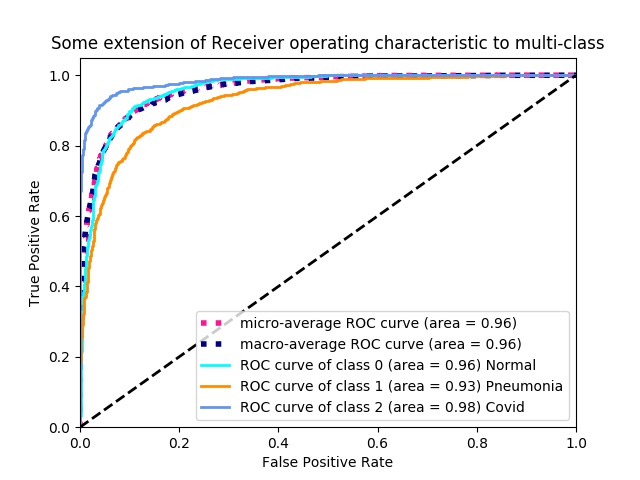 Some extension of Receiver operating characteristic to multi-class
True Positive Rate
1.0
0.8
0.6
0.4
0.2
0.0
micro-average ROC curve (area = 0.96)
macro-average ROC curve (area = 0.96)
ROC curve of class 0 (area = 0.96) Normal
ROC curve of class 1 (area = 0.93) Pneumonia
ROC curve of class 2 (area = 0.98) Covid
0.0 0.2 0.4 0.6 0.8 1.0
False Positive Rate